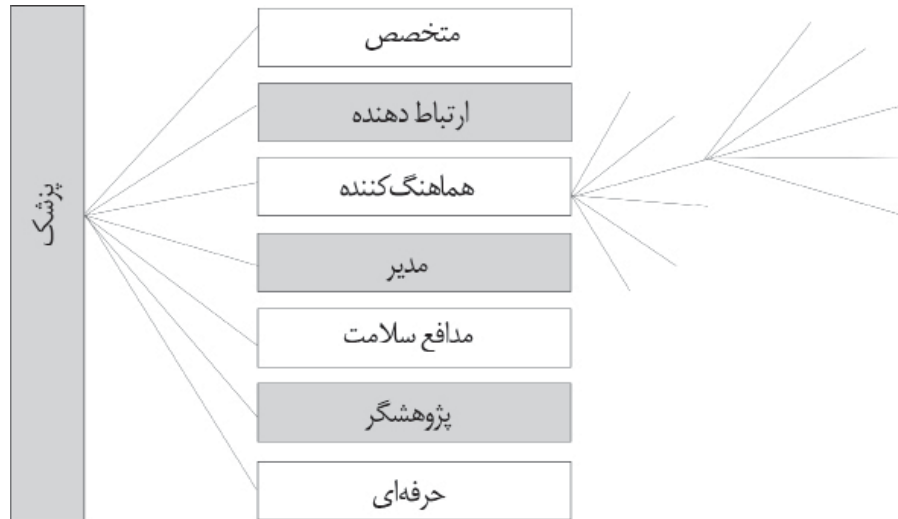 پزشک
متخصص
ارتباط دهنده
هماهنگ‌کننده
مدیر
مدافع سلامت
پژوهشگر
حرفه‌ای